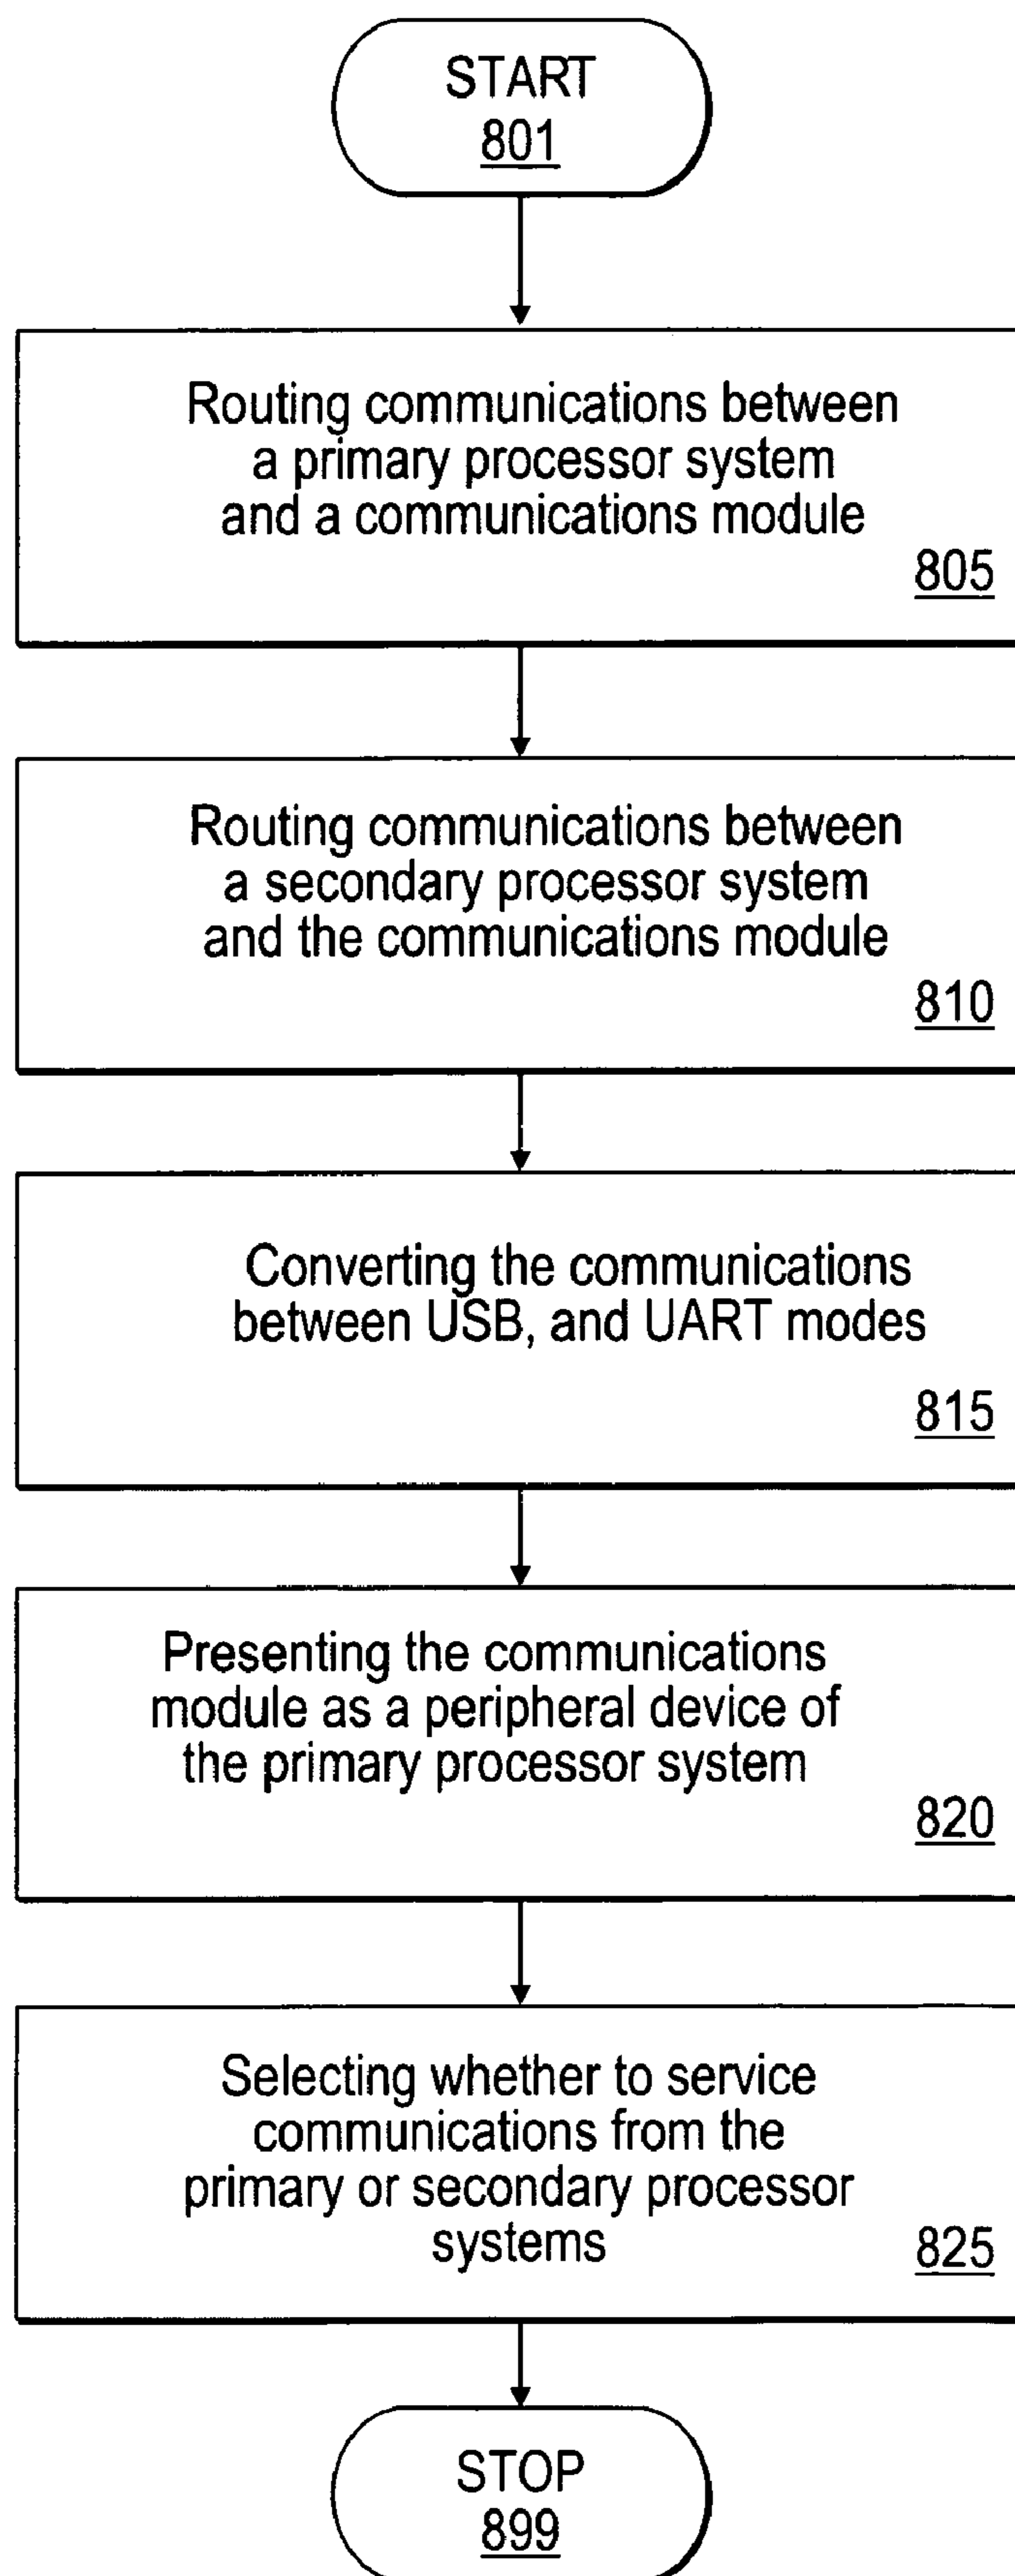 START
801
Routing communications between
a primary processor system
and a communications module
805
Routing communications between
a secondary processor system
and the communications module
810
Converting the communications
between USB, and UART modes
815
Presenting the communications
module as a peripheral device of
the primary processor system
820
Selecting whether to service
communications from the
primary or secondary processor
systems
825
STOP
899